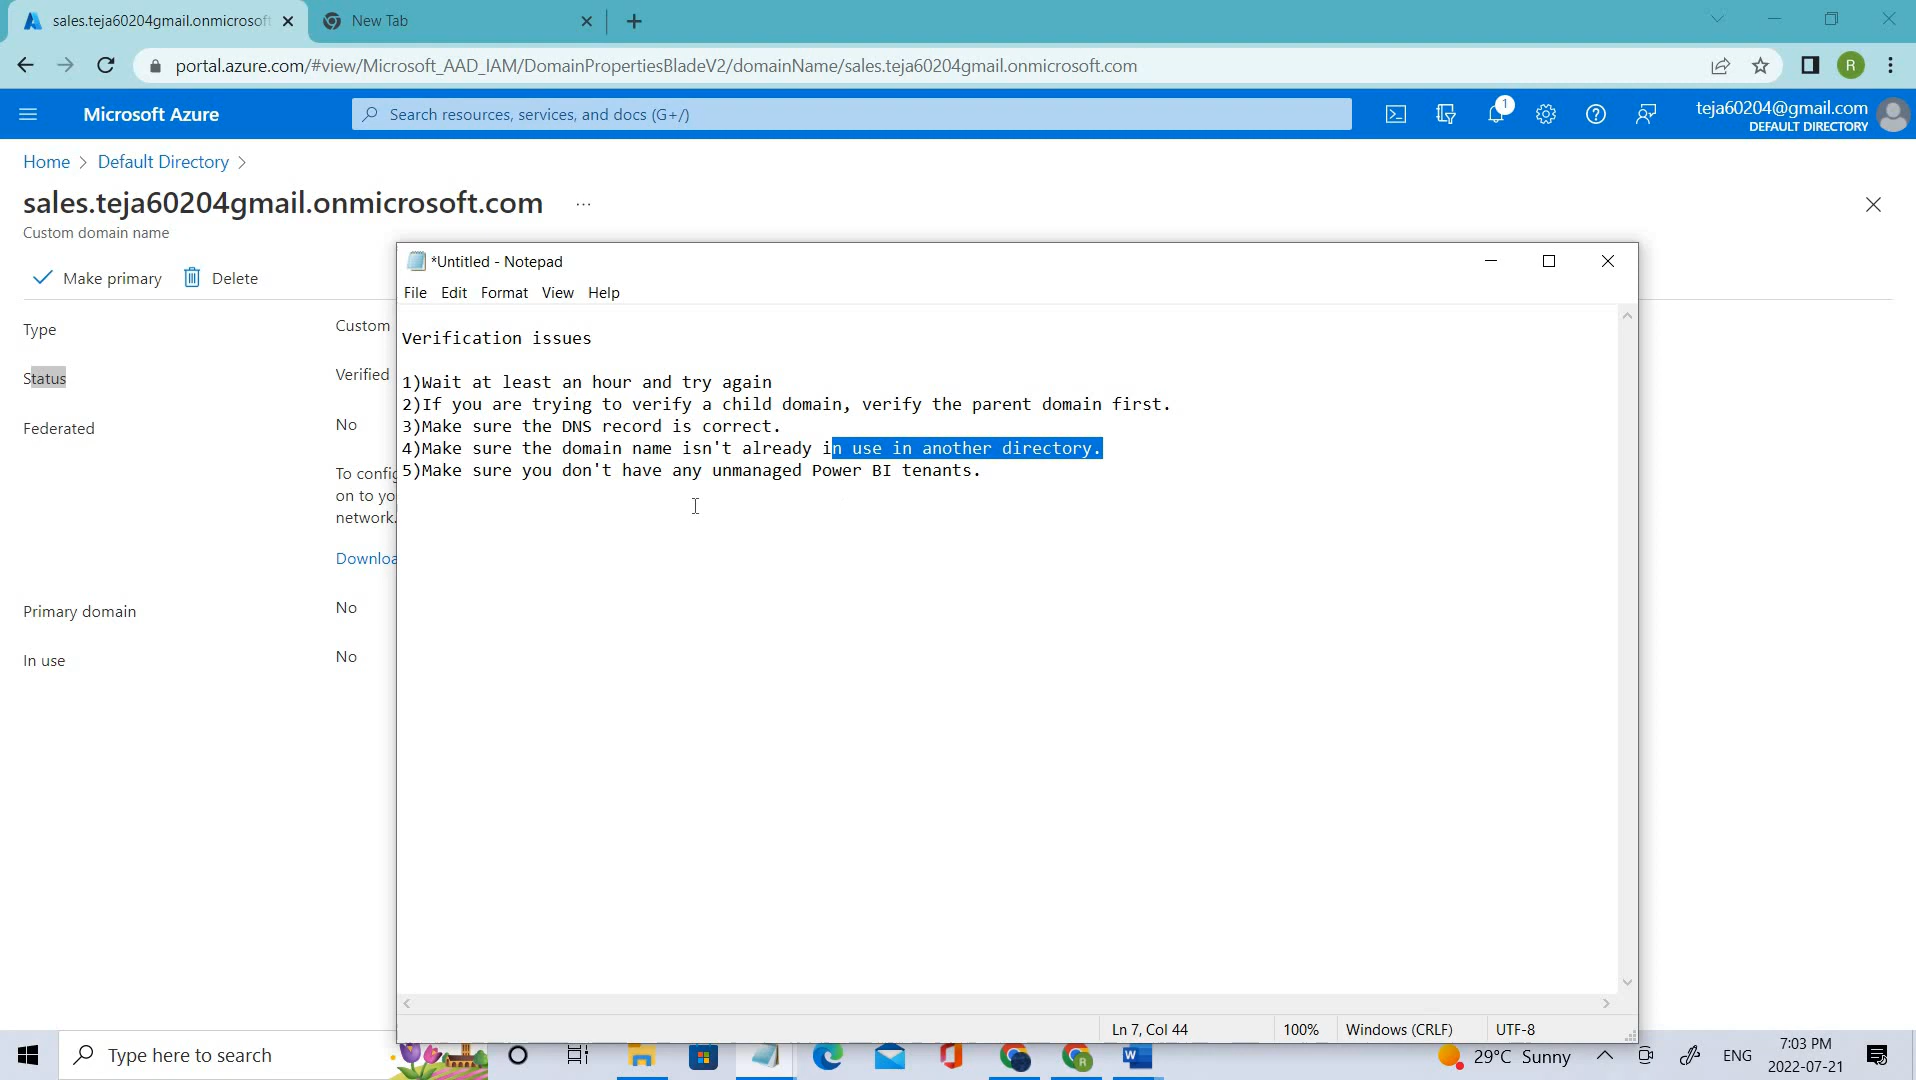 sales.teja60204gmail.onmicrosoft
New Tab
portal.azure.com/#view/Microsoft_AAD_IAM/DomainPropertiesBladeV2/domainName/sales.teja60204gmail.onmicrosoft.com
R
Microsoft Azure
Search resources, services, and docs (G+/)
1
teja60204@gmail.com
DEFAULT DIRECTORY
Home > Default Directory >
sales.teja60204gmail.onmicrosoft.com ...
Custom domain name
Make primary
Delete
Type
Custom
Status
Verified
Federated
No
To config
on to yo
network.
Downloa
Primary domain
No
In use
No
*Untitled - Notepad
File Edit Format View Help
Verification issues
1)Wait at least an hour and try again
2)If you are trying to verify a child domain, verify the parent domain first.
3)Make sure the DNS record is correct.
4)Make sure the domain name isn't already in use in another directory.
5)Make sure you don't have any unmanaged Power BI tenants.
Ln 7, Col 44
100%
Windows (CRLF)
UTF-8
Type here to search
29°C Sunny
ENG
7:03 PM
2022-07-21